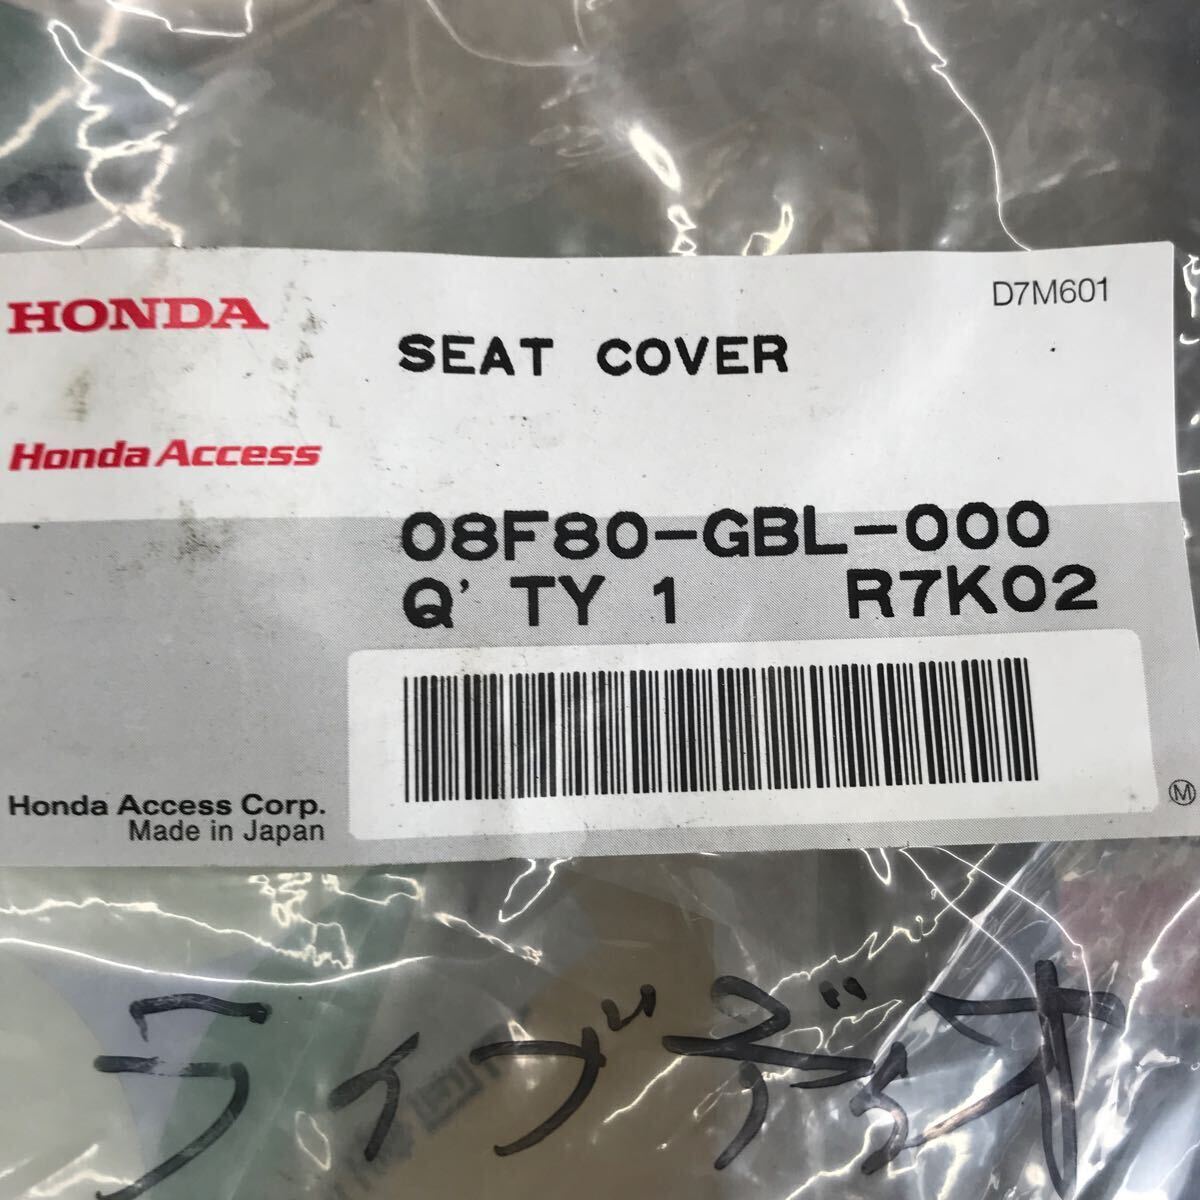 D7M601
HONDA
SEAT COVER
Honda Access
08F80-GBL-000
Q'TY 1 R7K02
Honda Access Corp.
Made in Japan
M
ライブディオ